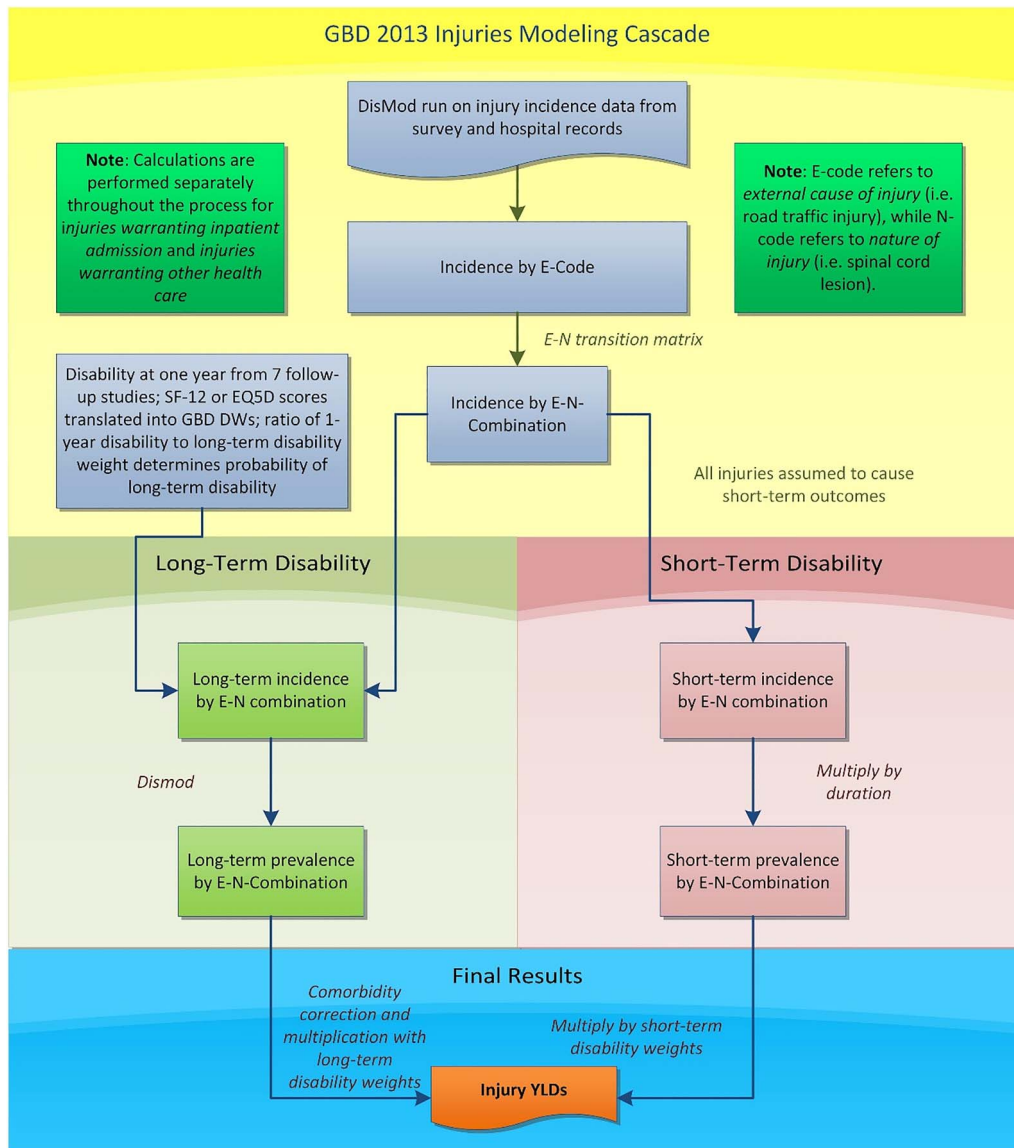 GBD 2013 Injuries Modeling Cascade
DisMod run on injury incidence data from
survey and hospital records
Note: Calculations are
performed separately
throughout the process for
injuries warranting inpatient
admission and injuries
warranting other health
care
Note: E-code refers to
external cause of injury (i.e.
road traffic injury), while N-
code refers to nature of
injury (i.e. spinal cord
lesion).
Incidence by E-Code
E-N transition matrix
Disability at one year from 7 follow-
up studies; SF-12 or EQ5D scores
translated into GBD DWs; ratio of 1-
year disability to long-term disability
weight determines probability of
long-term disability
Incidence by E-N-
Combination
All injuries assumed to cause
short-term outcomes
Long-Term Disability
Short-Term Disability
Long-term incidence
by E-N combination
Short-term incidence
by E-N combination
Dismod
Multiply by
duration
Long-term prevalence
by E-N-Combination
Short-term prevalence
by E-N-Combination
Final Results
Comorbidity
correction and
multiplication with
long-term
disability weights
Multiply by short-term
disability weights
Injury YLDs